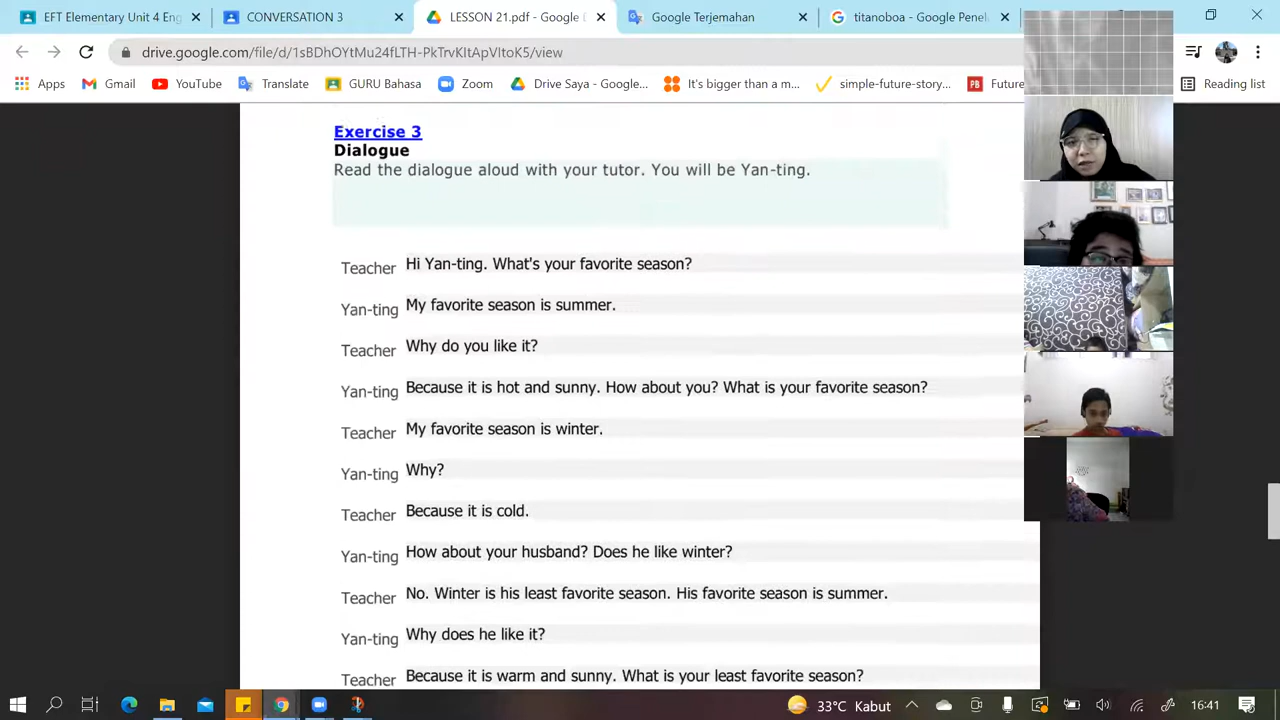 EFT Elementary Unit 4 Eng
CONVERSATION 3
LESSON 21.pdf - Google D
Google Terjemahan
titanoboa - Google Penel
drive.google.com/file/d/1sBDhOYtMu24fLTH-PkTrvKItApVItoK5/view
Apps
Gmail
YouTube
Translate
GURU Bahasa
Zoom
Drive Saya - Google...
It's bigger than a m...
simple-future-story...
PB
Future
Reading list
Exercise 3
Dialogue
Read the dialogue aloud with your tutor. You will be Yan-ting.
Teacher Hi Yan-ting. What's your favorite season?
Yan-ting My favorite season is summer.
Teacher Why do you like it?
Yan-ting Because it is hot and sunny. How about you? What is your favorite season?
Teacher My favorite season is winter.
Yan-ting Why?
Teacher Because it is cold.
Yan-ting How about your husband? Does he like winter?
Teacher No. Winter is his least favorite season. His favorite season is summer.
Yan-ting Why does he like it?
Teacher Because it is warm and sunny. What is your least favorite season?
33°C Kabut
16:41